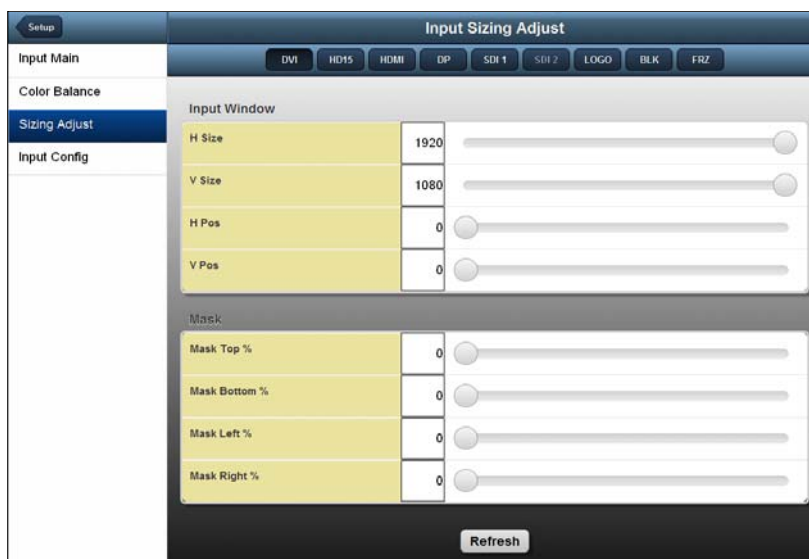 Setup
Input Sizing Adjust
Input Main
DVI HD15 HDMI DP SDI 1 SDI 2 LOGO BLK FRZ
Color Balance
Sizing Adjust
Input Config
Input Window
H Size 1920
V Size 1080
H Pos 0
V Pos 0
Mask
Mask Top % 0
Mask Bottom % 0
Mask Left % 0
Mask Right % 0
Refresh